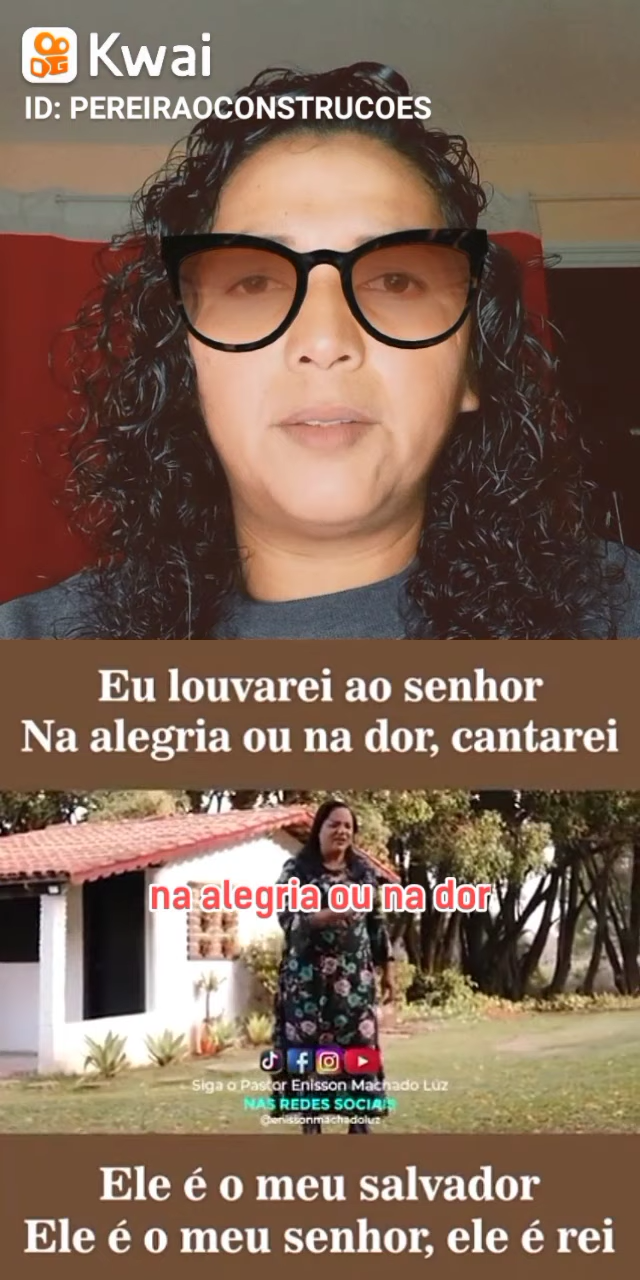 Kwai
ID: PEREIRAOCONSTRUCOES
Eu louvarei ao senhor
Na alegria ou na dor, cantarei
na alegria ou na dor
Siga o Pastor Enisson Machado Luz
NAS REDES SOCIAIS
@enissonmachadoluz
Ele é o meu salvador
Ele é o meu senhor, ele é rei